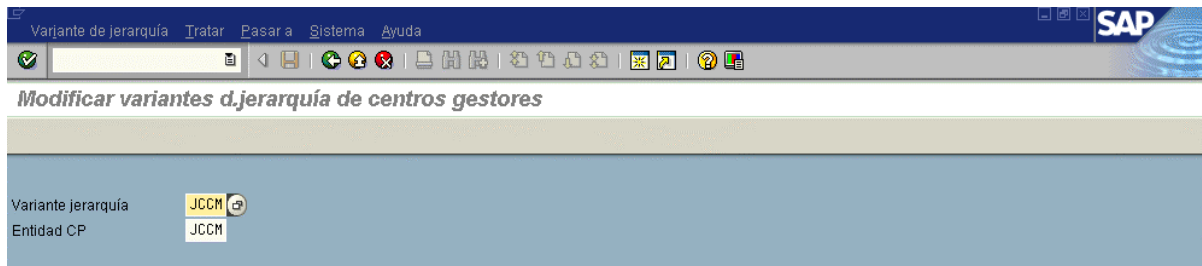 Variante de jerarquía Tratar Pasar a Sistema Ayuda
SAP
Modificar variantes d.jerarquía de centros gestores
Variante jerarquía JCCM
Entidad CP JCCM